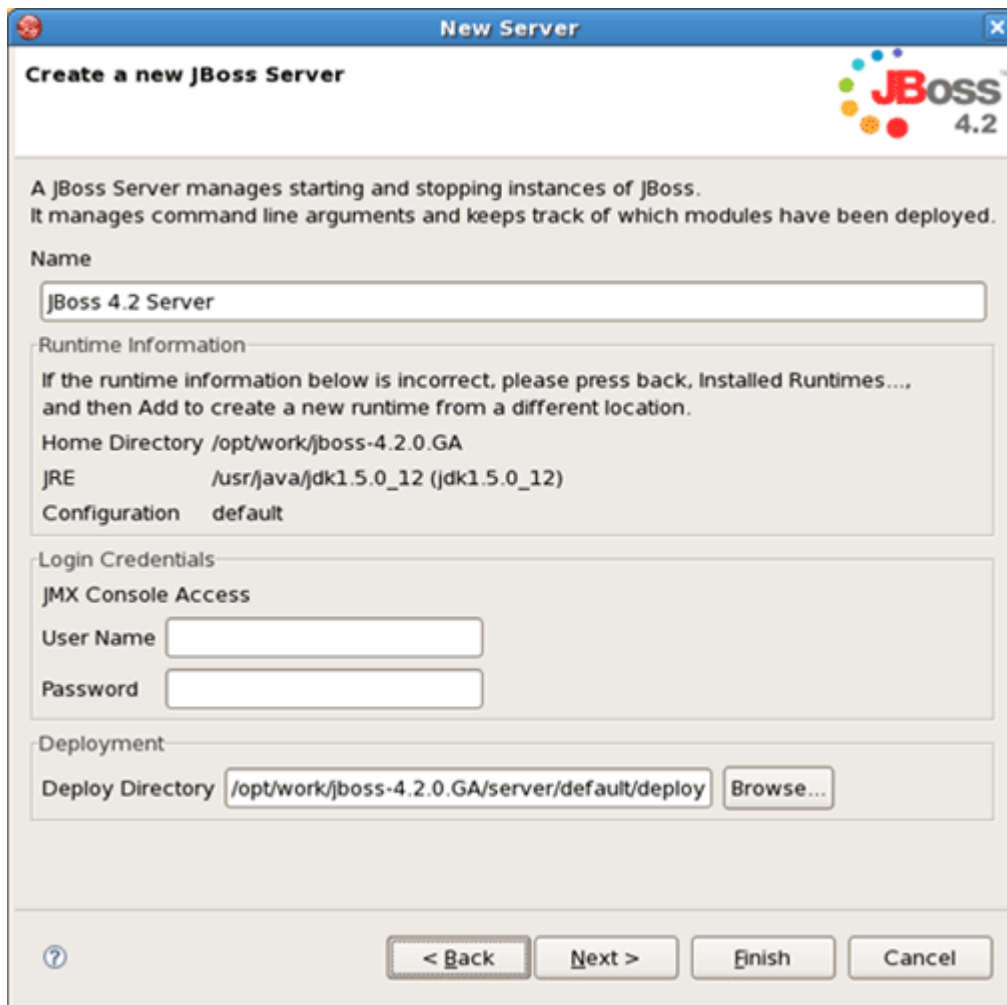 New Server
Create a new JBoss Server
JBoss™
4.2
A JBoss Server manages starting and stopping instances of JBoss.
It manages command line arguments and keeps track of which modules have been deployed.
Name
JBoss 4.2 Server
Runtime Information
If the runtime information below is incorrect, please press back, Installed Runtimes...,
and then Add to create a new runtime from a different location.
Home Directory /opt/work/jboss-4.2.0.GA
JRE /usr/java/jdk1.5.0_12 (jdk1.5.0_12)
Configuration default
Login Credentials
JMX Console Access
User Name
Password
Deployment
Deploy Directory /opt/work/jboss-4.2.0.GA/server/default/deploy Browse...
? < Back Next > Finish Cancel